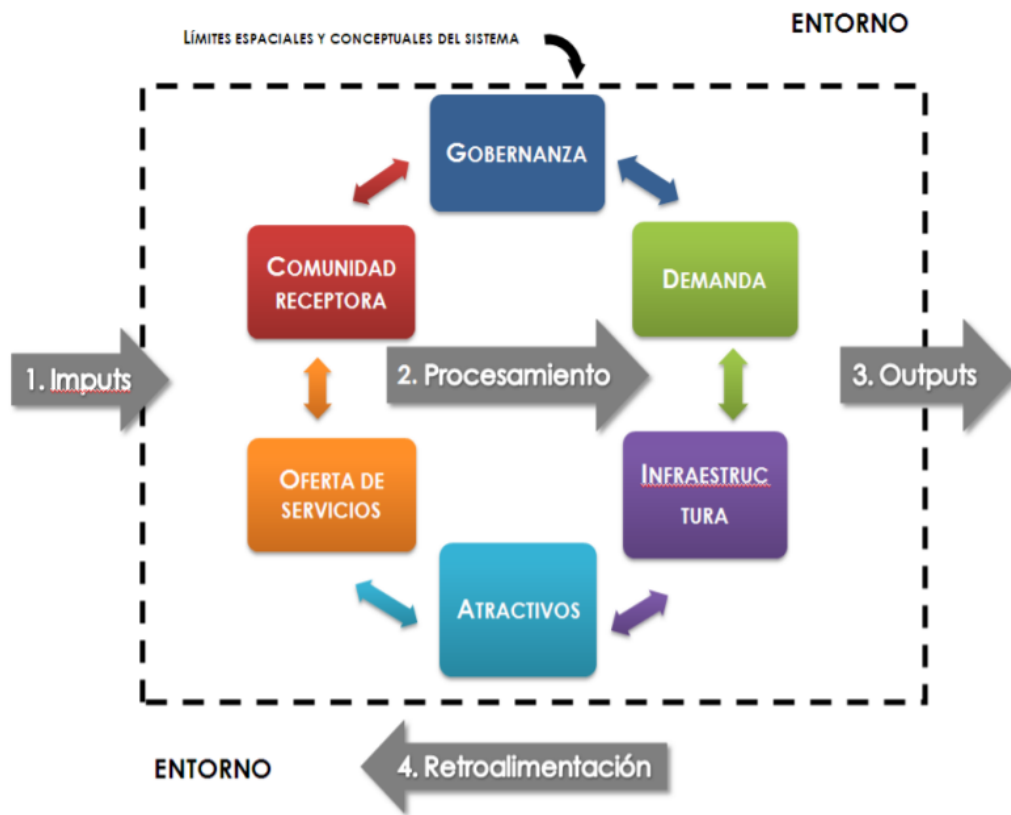 ENTORNO
LÍMITES ESPACIALES Y CONCEPTUALES DEL SISTEMA
GOBERNANZA
COMUNIDAD
RECEPTORA
DEMANDA
1. Imputs
2. Procesamiento
3. Outputs
OFERTA DE
SERVICIOS
INFRAESTRUC
TURA
ATRACTIVOS
ENTORNO
4. Retroalimentación